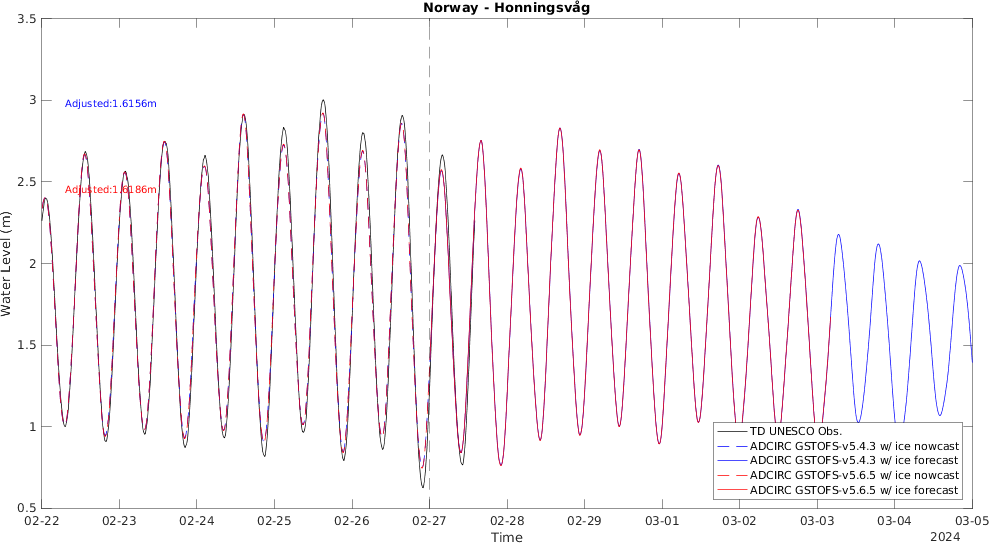 Norway - Honningsvåg
3.5
3
2.5
2
1.5
1
0.5
Water Level (m)
Adjusted:1.6156m
Adjusted:1.6186m
TD UNESCO Obs.
ADCIRC GSTOFS-v5.4.3 w/ ice nowcast
ADCIRC GSTOFS-v5.4.3 w/ ice forecast
ADCIRC GSTOFS-v5.6.5 w/ ice nowcast
ADCIRC GSTOFS-v5.6.5 w/ ice forecast
02-22 02-23 02-24 02-25 02-26 02-27 02-28 02-29 03-01 03-02 03-03 03-04 03-05
Time
2024